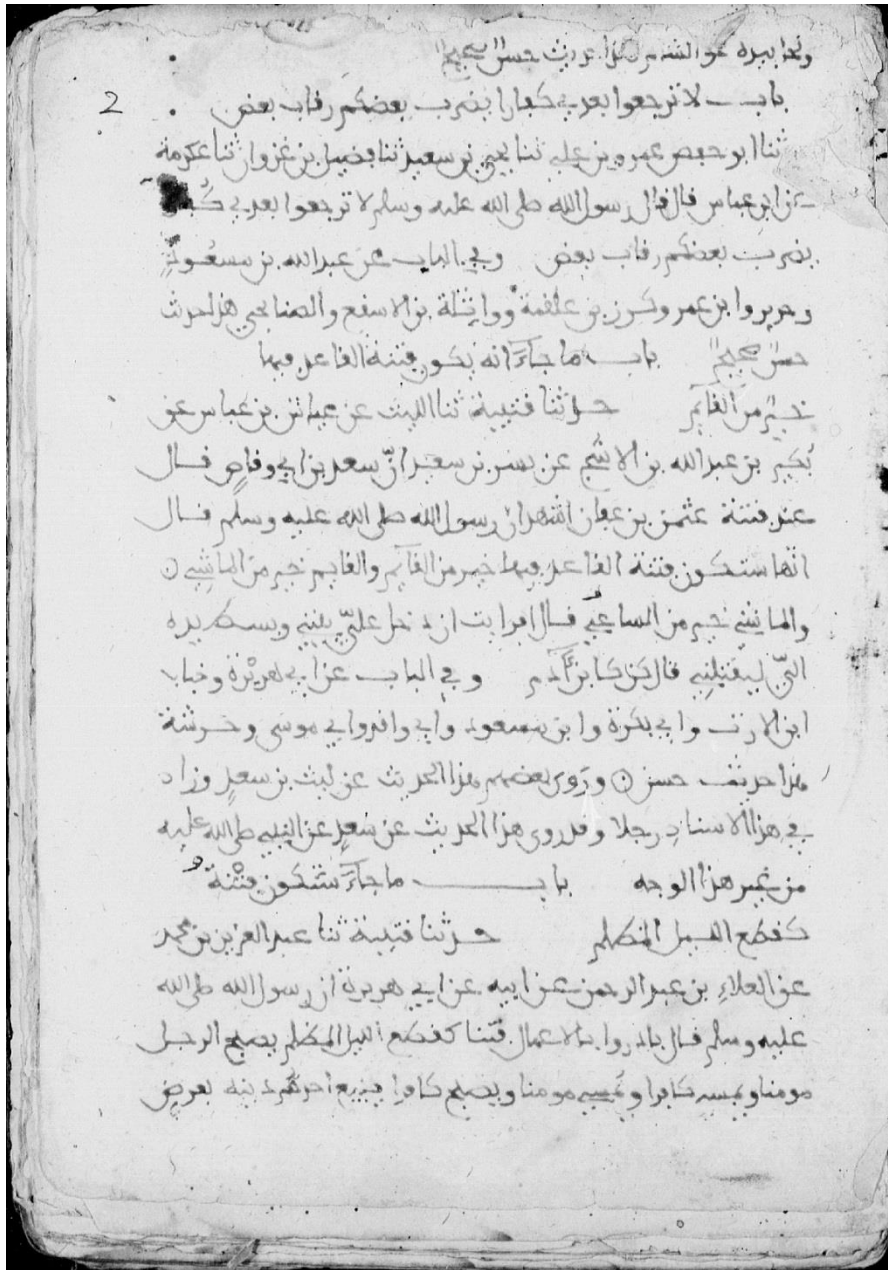 ونحا بيده نحو الشام هذا حديث حسن صحيح
باب لا ترجعوا بعدي كفارا يضرب بعضكم رقاب بعض
2
ثنا ابو حفص عمرو بن علي ثنا يحيى بن سعيد ثنا فضيل بن غزوان ثنا عكرمة
عن ابن عباس قال قال رسول الله صلى الله عليه وسلم لا ترجعوا بعدي كفارا
يضرب بعضكم رقاب بعض وفي الباب عن عبد الله بن مسعود
وجرير وابن عمر وكرز بن علقمة وواثلة بن الاسقع والصنابحي هذا حديث
حسن صحيح باب ما جاء انه يكون فتنة القاعد فيها
خير من القايم حدثنا قتيبة ثنا الليث عن عياش بن عباس عن
بكير بن عبد الله بن الاشج عن بسر بن سعيد ان سعد بن ابي وقاص قال
عند فتنة عثمن بن عفان اشهد ان رسول الله صلى الله عليه وسلم قال
انها ستكون فتنة القاعد فيها خير من القايم والقايم خير من الماشي
والماشي خير من الساعي قال افرايت ان دخل علي بيتي وبسط يده
الي ليقتلني قال كن كابن آدم وفي الباب عن ابي هريرة وخباب
ابن الارت وابي بكرة وابن مسعود وابي واقد وابي موسى وخرشة
هذا حديث حسن وروى بعضهم هذا الحديث عن ليث بن سعد وزاد
في هذا الاسناد رجلا وقد روي هذا الحديث عن سعد عن النبي صلى الله عليه
من غير هذا الوجه باب ما جاء ستكون فتنة
كقطع الليل المظلم حدثنا قتيبة ثنا عبد العزيز بن محمد
عن العلاء بن عبد الرحمن عن ابيه عن ابي هريرة ان رسول الله صلى الله
عليه وسلم قال بادروا بالاعمال فتنا كقطع الليل المظلم يصبح الرجل
مومنا ويمسي كافرا ويمسي مومنا ويصبح كافرا يبيع احدهم دينه بعرض